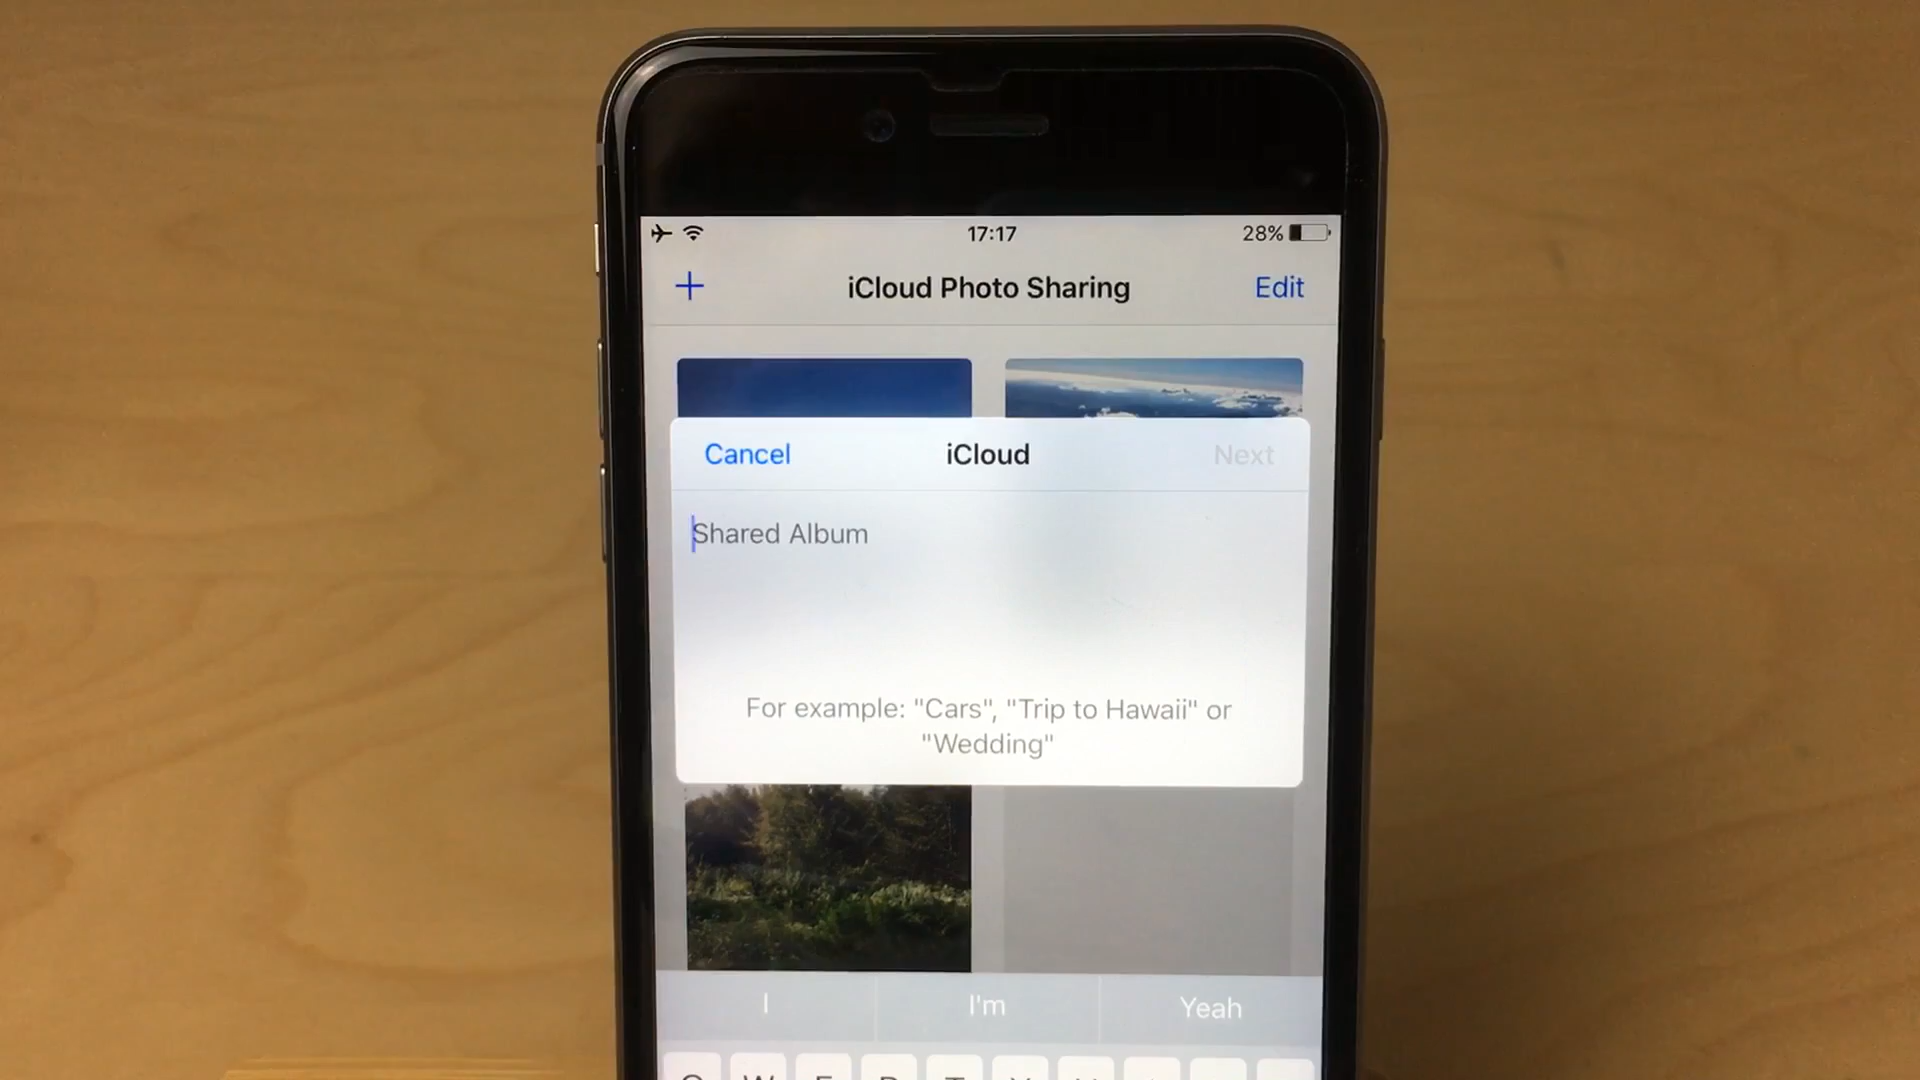 17:17
28%
iCloud Photo Sharing
Edit
Cancel
iCloud
Next
Shared Album
For example: "Cars", "Trip to Hawaii" or
"Wedding"
I
I'm
Yeah